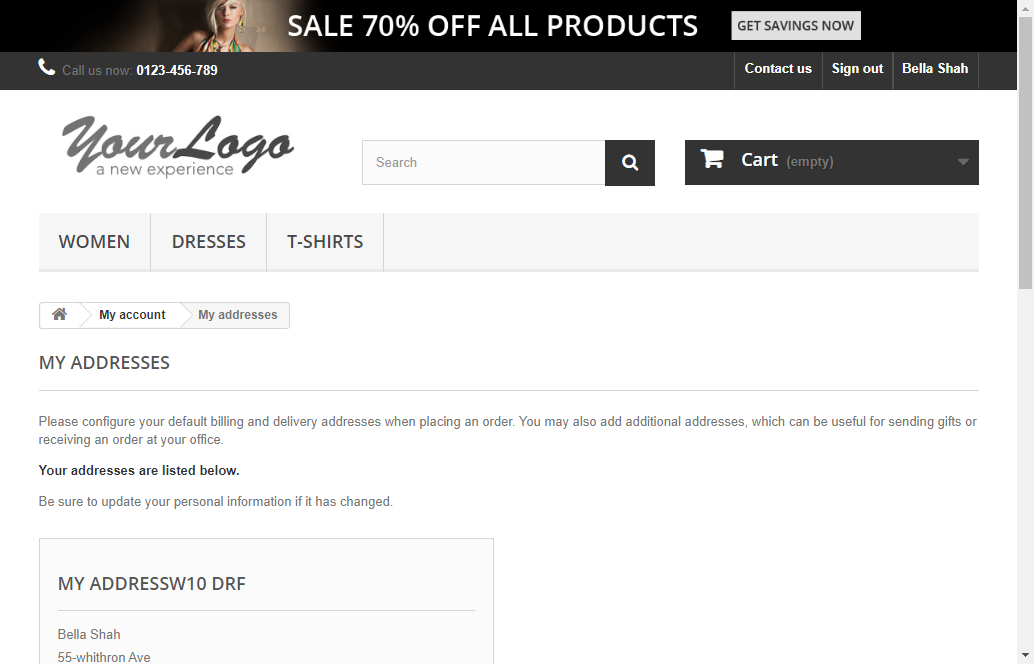 SALE 70% OFF ALL PRODUCTS
GET SAVINGS NOW
Call us now: 0123-456-789
Contact us
Sign out
Bella Shah
YourLogo
a new experience
Search
Cart (empty)
WOMEN
DRESSES
T-SHIRTS
My account
My addresses
MY ADDRESSES
Please configure your default billing and delivery addresses when placing an order. You may also add additional addresses, which can be useful for sending gifts or
receiving an order at your office.
Your addresses are listed below.
Be sure to update your personal information if it has changed.
MY ADDRESSW10 DRF
Bella Shah
55-whithron Ave